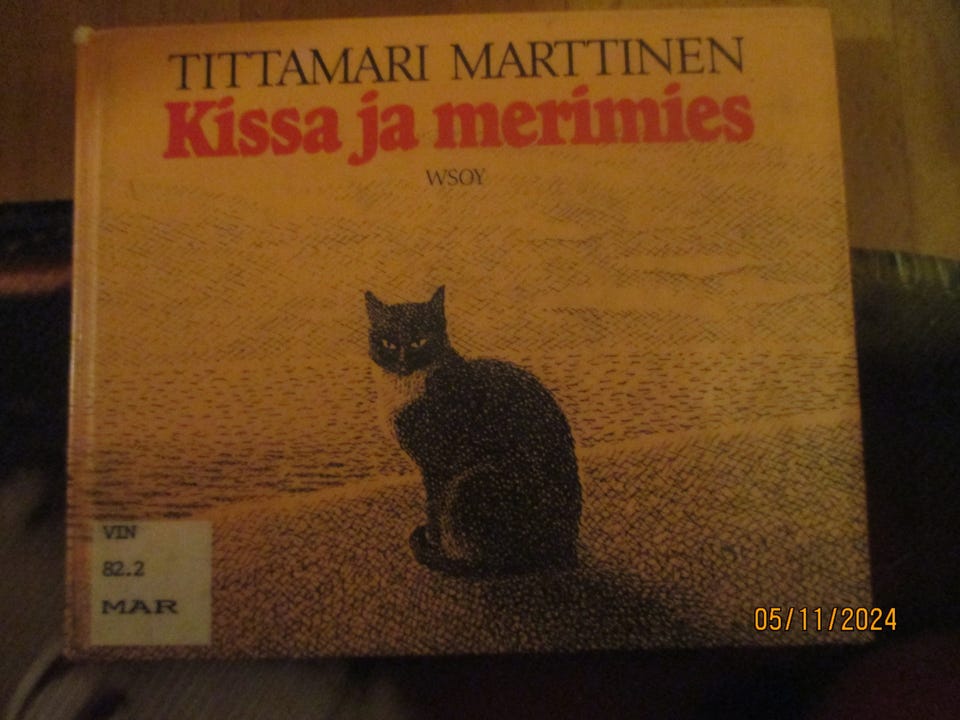 TITTAMARI MARTTINEN
Kissa ja merimies
WSOY
VIN
82.2
MAR
05/11/2024